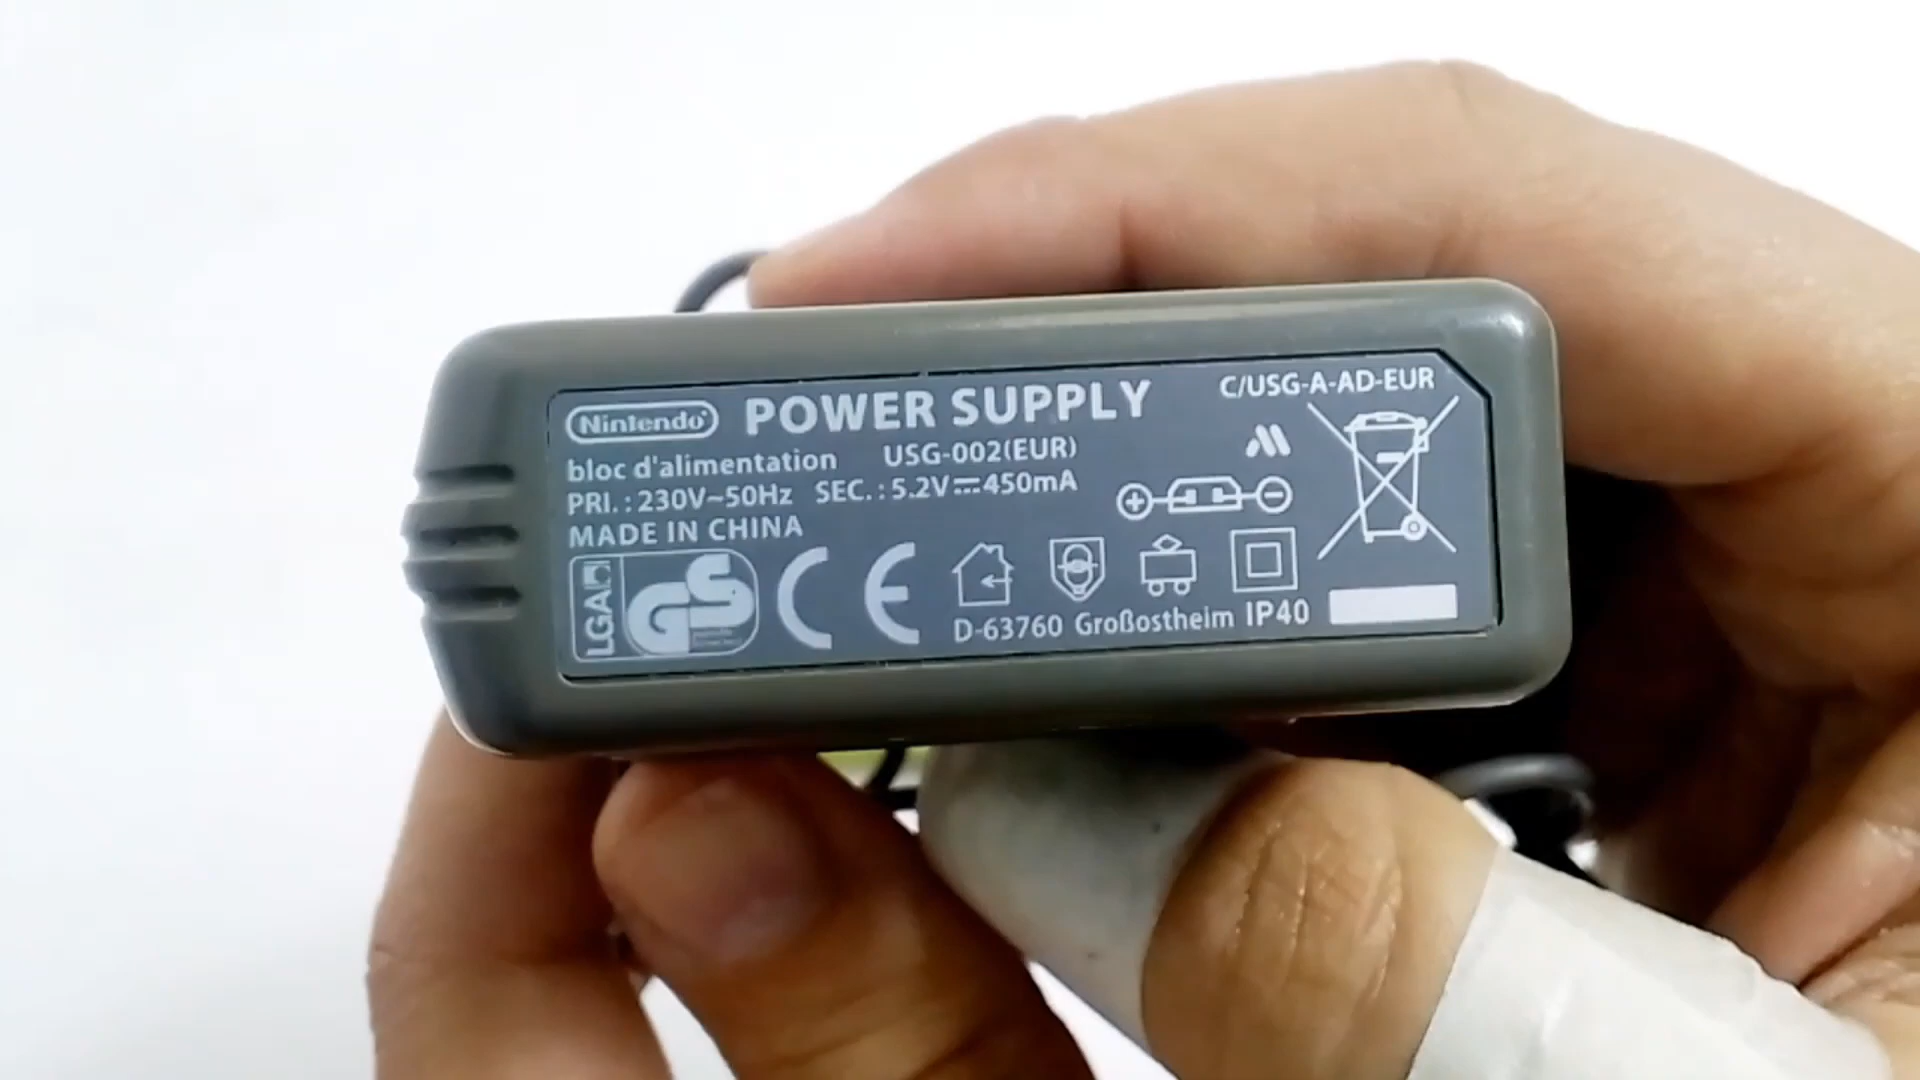 Nintendo POWER SUPPLY C/USG-A-AD-EUR
bloc d'alimentation USG-002(EUR)
PRI. : 230V~50Hz SEC. : 5.2V⎓450mA
MADE IN CHINA
LGA GS CE
D-63760 Großostheim IP40